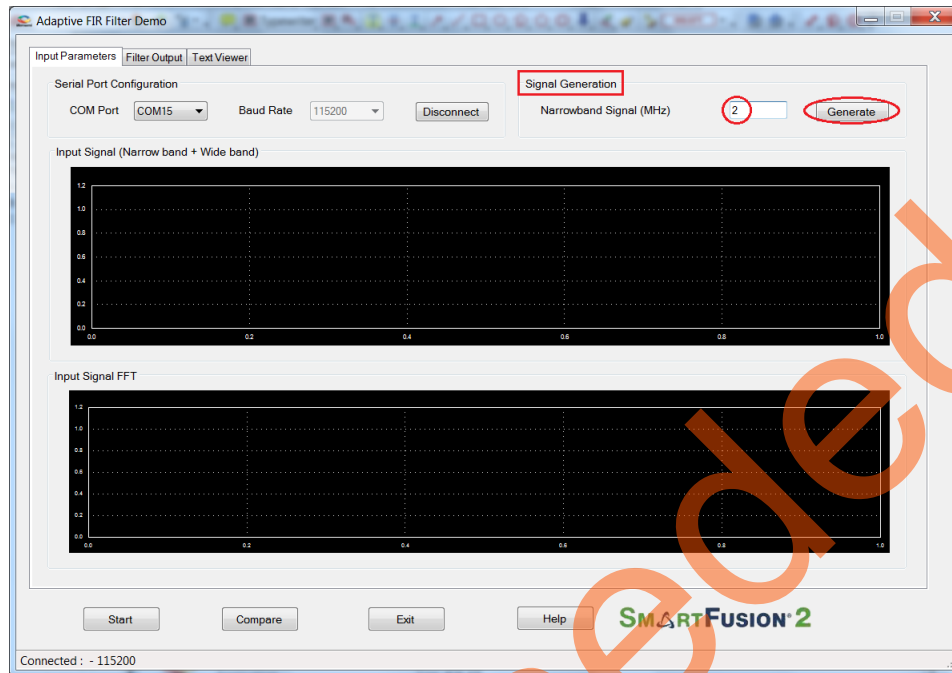 Adaptive FIR Filter Demo
Input Parameters Filter Output Text Viewer
Serial Port Configuration
COM Port COM15 Baud Rate 115200 Disconnect
Signal Generation
Narrowband Signal (MHz) 2 Generate
Input Signal (Narrow band + Wide band)
1.2
1.0
0.8
0.6
0.4
0.2
0.0
0.0 0.2 0.4 0.6 0.8 1.0
Input Signal FFT
1.2
1.0
0.8
0.6
0.4
0.2
0.0
0.0 0.2 0.4 0.6 0.8 1.0
Start Compare Exit Help SMARTFUSION 2
Connected : - 115200
eded